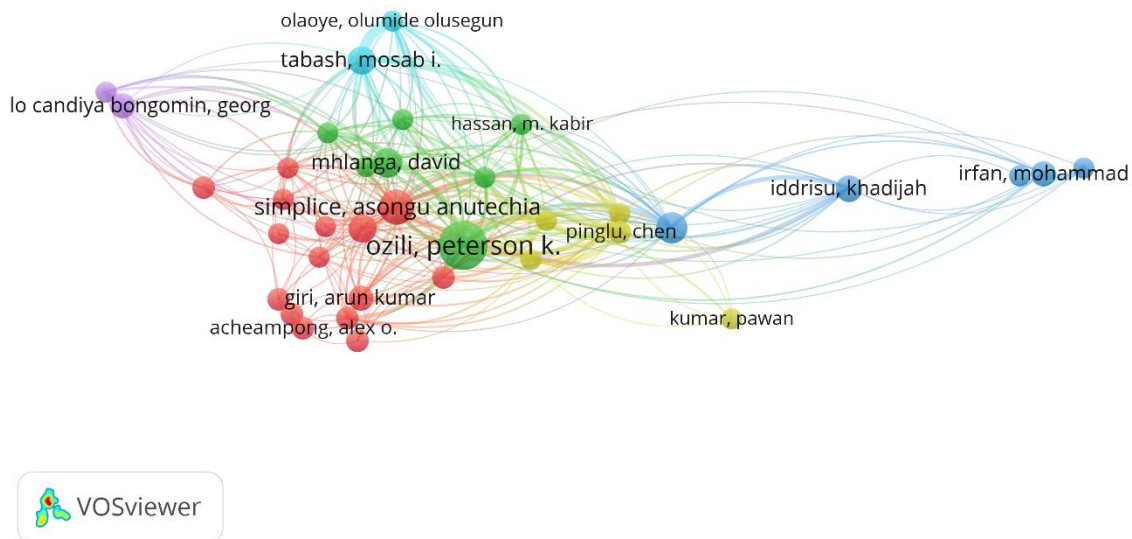 olaoye, olumide olusegun
tabash, mosab i.
lo candiya bongomin, georg
hassan, m. kabir
mhlanga, david
irfan, mohammad
iddrisu, khadijah
simplice, asongu anutechia
pinglu, chen
ozili, peterson k.
giri, arun kumar
kumar, pawan
acheampong, alex o.
VOSviewer